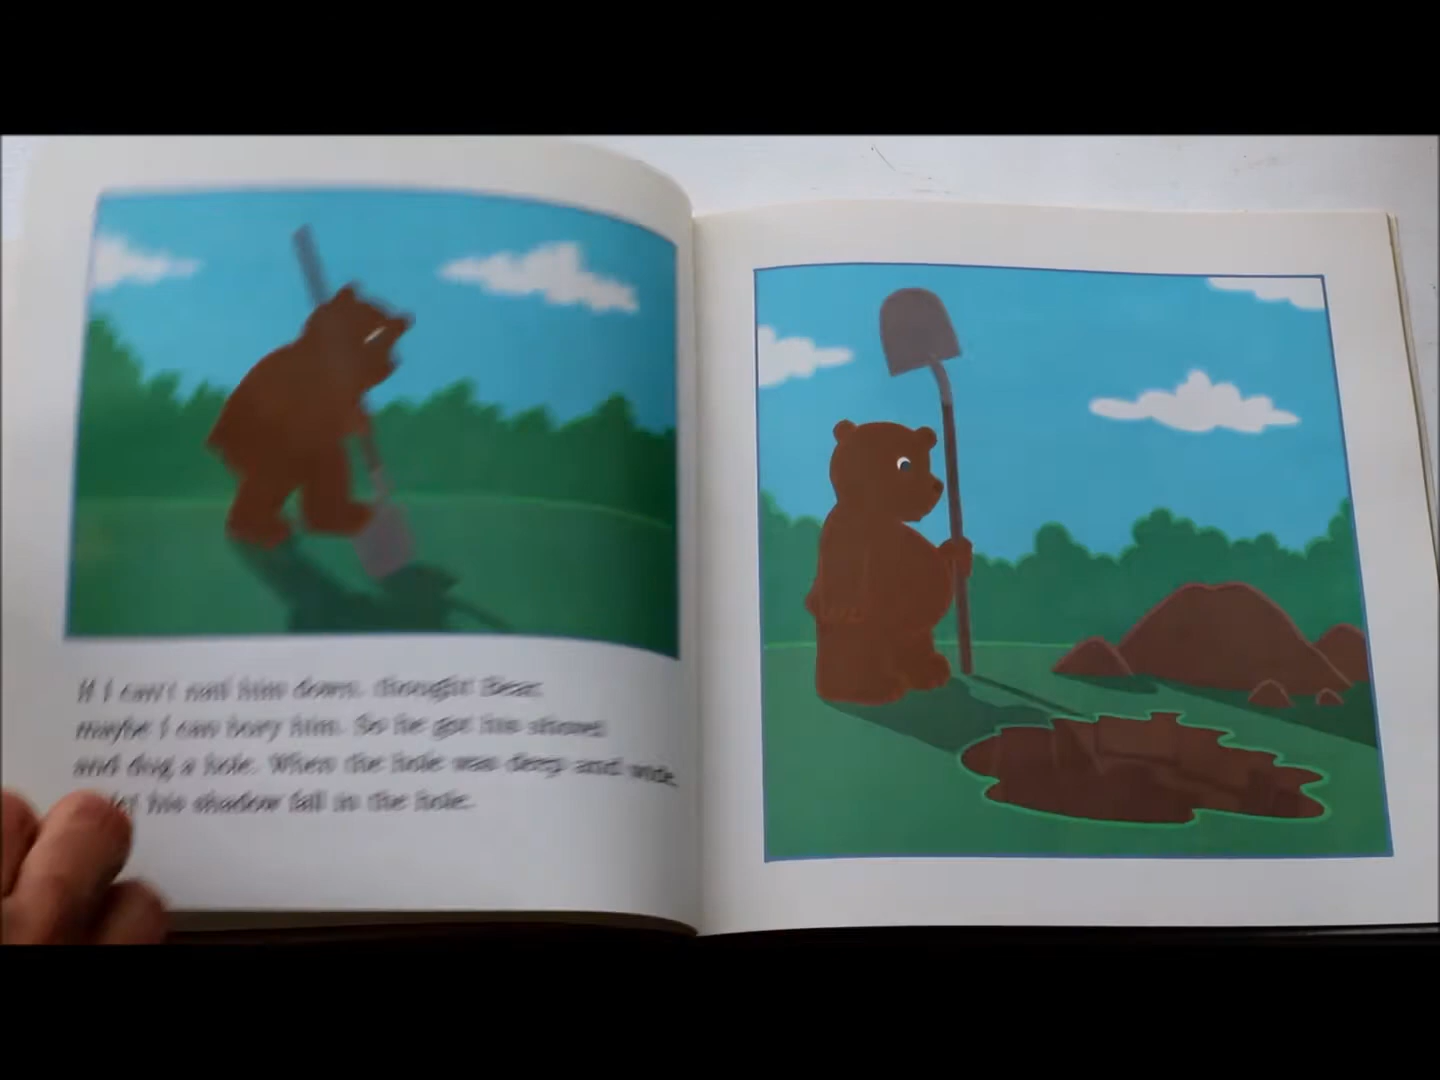 If I can't nail him down, thought Bear,
maybe I can bury him. So he got his shovel
and dug a hole. When the hole was deep and wide,
let his shadow fall in the hole.